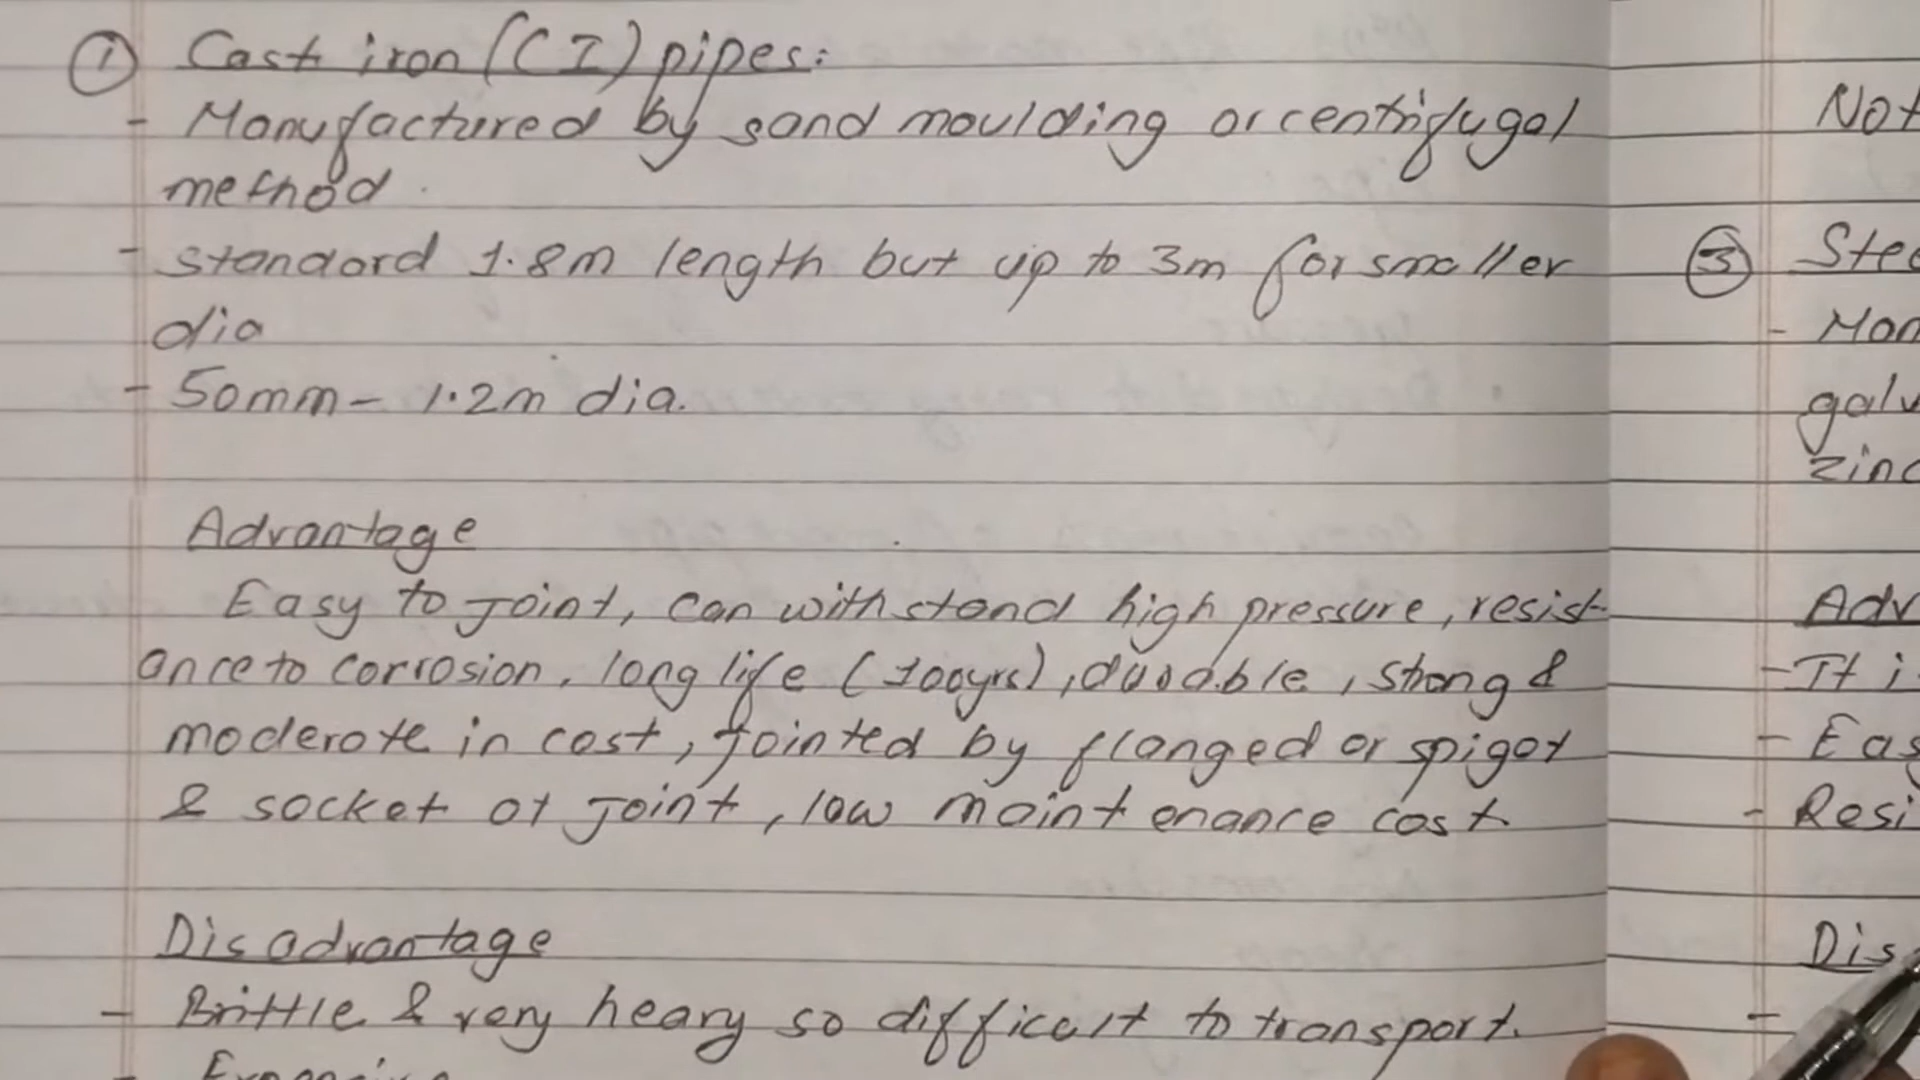 ① Cast iron (CI) pipes:
- Manufactured by sand moulding or centrifugal
method.
- standard 1.8m length but up to 3m for smaller
dia
- 50mm - 1.2m dia.
Advantage
Easy to joint, can withstand high pressure, resist-
ance to corrosion, long life (100yrs), durable, strong &
moderate in cost, jointed by flanged or spigot
& socket at joint, low maintenance cost.
Disadvantage
- Brittle & very heavy so difficult to transport.
Not
③ Stee
- Man
galv
zinc
Adv
- It i
- Eas
- Resi
Dis
-